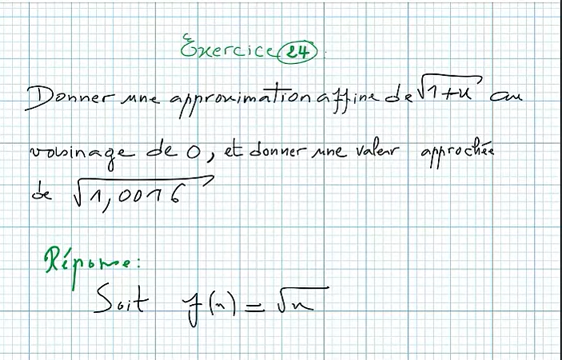 Exercice 24:
Donner une approximation affine de √1+x au
voisinage de 0, et donner une valeur approchée
de √1,0016
Réponse:
Soit f(x) = √x